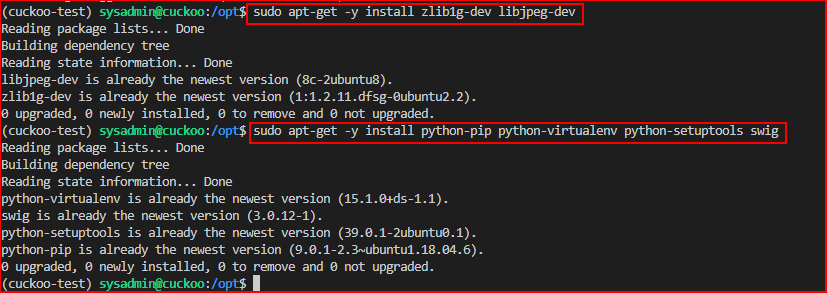 (cuckoo-test) sysadmin@cuckoo:/opt$ sudo apt-get -y install zlib1g-dev libjpeg-dev
Reading package lists... Done
Building dependency tree
Reading state information... Done
libjpeg-dev is already the newest version (8c-2ubuntu8).
zlib1g-dev is already the newest version (1:1.2.11.dfsg-0ubuntu2.2).
0 upgraded, 0 newly installed, 0 to remove and 0 not upgraded.
(cuckoo-test) sysadmin@cuckoo:/opt$ sudo apt-get -y install python-pip python-virtualenv python-setuptools swig
Reading package lists... Done
Building dependency tree
Reading state information... Done
python-virtualenv is already the newest version (15.1.0+ds-1.1).
swig is already the newest version (3.0.12-1).
python-setuptools is already the newest version (39.0.1-2ubuntu0.1).
python-pip is already the newest version (9.0.1-2.3~ubuntu1.18.04.6).
0 upgraded, 0 newly installed, 0 to remove and 0 not upgraded.
(cuckoo-test) sysadmin@cuckoo:/opt$